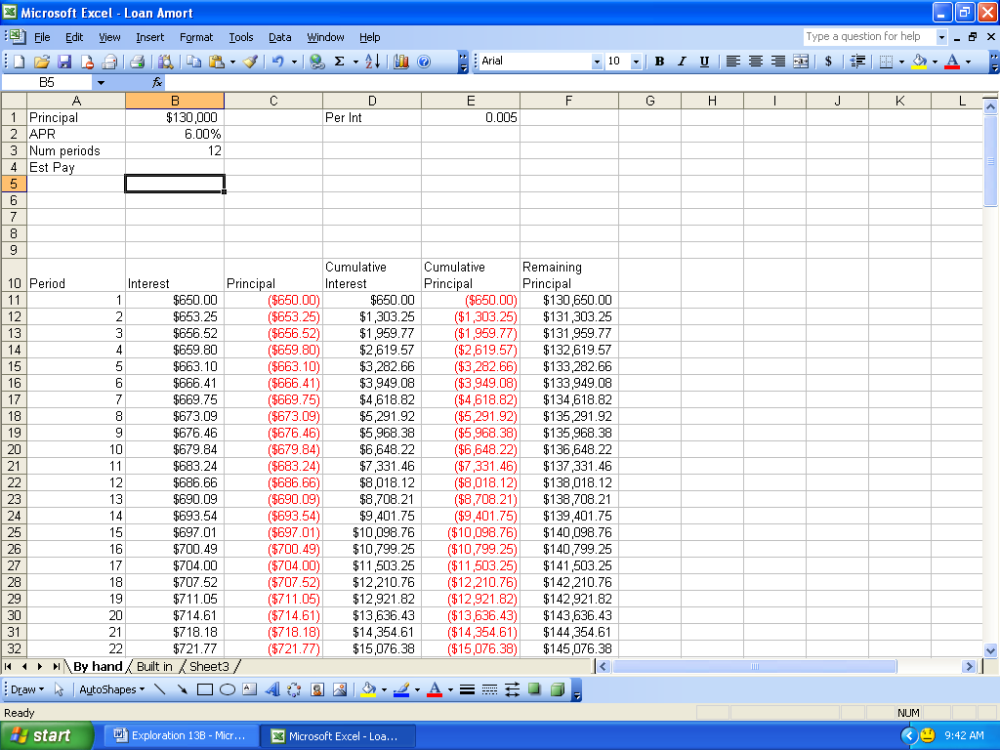 Microsoft Excel - Loan Amort
File Edit View Insert Format Tools Data Window Help Type a question for help
Arial 10 B I U $
B5 fx
A B C D E F G H I J K L
1 Principal $130,000 Per Int 0.005
2 APR 6.00%
3 Num periods 12
4 Est Pay
5
6
7
8
9
Cumulative Cumulative Remaining
10 Period Interest Principal Interest Principal Principal
11 1 $650.00 ($650.00) $650.00 ($650.00) $130,650.00
12 2 $653.25 ($653.25) $1,303.25 ($1,303.25) $131,303.25
13 3 $656.52 ($656.52) $1,959.77 ($1,959.77) $131,959.77
14 4 $659.80 ($659.80) $2,619.57 ($2,619.57) $132,619.57
15 5 $663.10 ($663.10) $3,282.66 ($3,282.66) $133,282.66
16 6 $666.41 ($666.41) $3,949.08 ($3,949.08) $133,949.08
17 7 $669.75 ($669.75) $4,618.82 ($4,618.82) $134,618.82
18 8 $673.09 ($673.09) $5,291.92 ($5,291.92) $135,291.92
19 9 $676.46 ($676.46) $5,968.38 ($5,968.38) $135,968.38
20 10 $679.84 ($679.84) $6,648.22 ($6,648.22) $136,648.22
21 11 $683.24 ($683.24) $7,331.46 ($7,331.46) $137,331.46
22 12 $686.66 ($686.66) $8,018.12 ($8,018.12) $138,018.12
23 13 $690.09 ($690.09) $8,708.21 ($8,708.21) $138,708.21
24 14 $693.54 ($693.54) $9,401.75 ($9,401.75) $139,401.75
25 15 $697.01 ($697.01) $10,098.76 ($10,098.76) $140,098.76
26 16 $700.49 ($700.49) $10,799.25 ($10,799.25) $140,799.25
27 17 $704.00 ($704.00) $11,503.25 ($11,503.25) $141,503.25
28 18 $707.52 ($707.52) $12,210.76 ($12,210.76) $142,210.76
29 19 $711.05 ($711.05) $12,921.82 ($12,921.82) $142,921.82
30 20 $714.61 ($714.61) $13,636.43 ($13,636.43) $143,636.43
31 21 $718.18 ($718.18) $14,354.61 ($14,354.61) $144,354.61
32 22 $721.77 ($721.77) $15,076.38 ($15,076.38) $145,076.38
By hand Built in Sheet3
Draw AutoShapes
Ready NUM
start Exploration 13B - Micr... Microsoft Excel - Loa... 9:42 AM